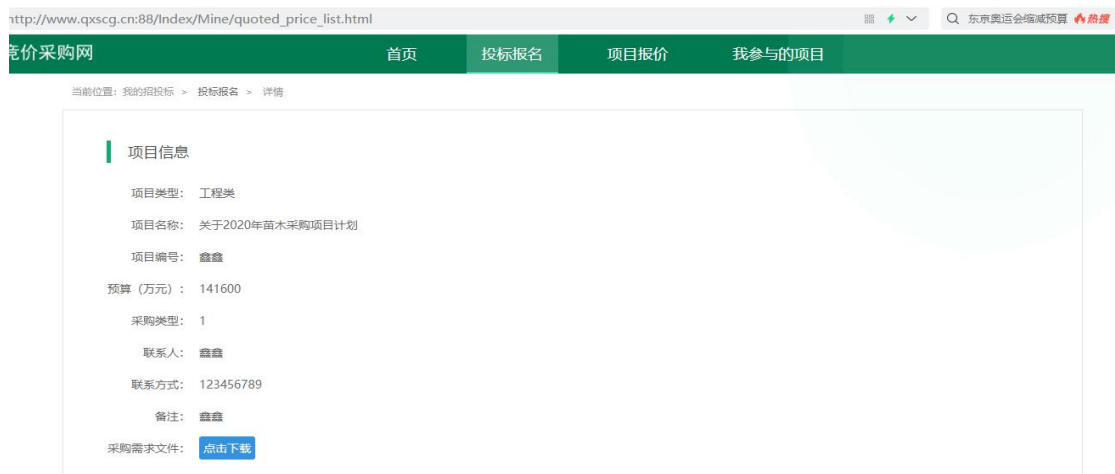 http://www.qxscg.cn:88/Index/Mine/quoted_price_list.html 东京奥运会缩减预算 热搜
竞价采购网 首页 投标报名 项目报价 我参与的项目
当前位置: 我的招投标 > 投标报名 > 详情
项目信息
项目类型: 工程类
项目名称: 关于2020年苗木采购项目计划
项目编号: 鑫鑫
预算(万元): 141600
采购类型: 1
联系人: 鑫鑫
联系方式: 123456789
备注: 鑫鑫
采购需求文件: 点击下载